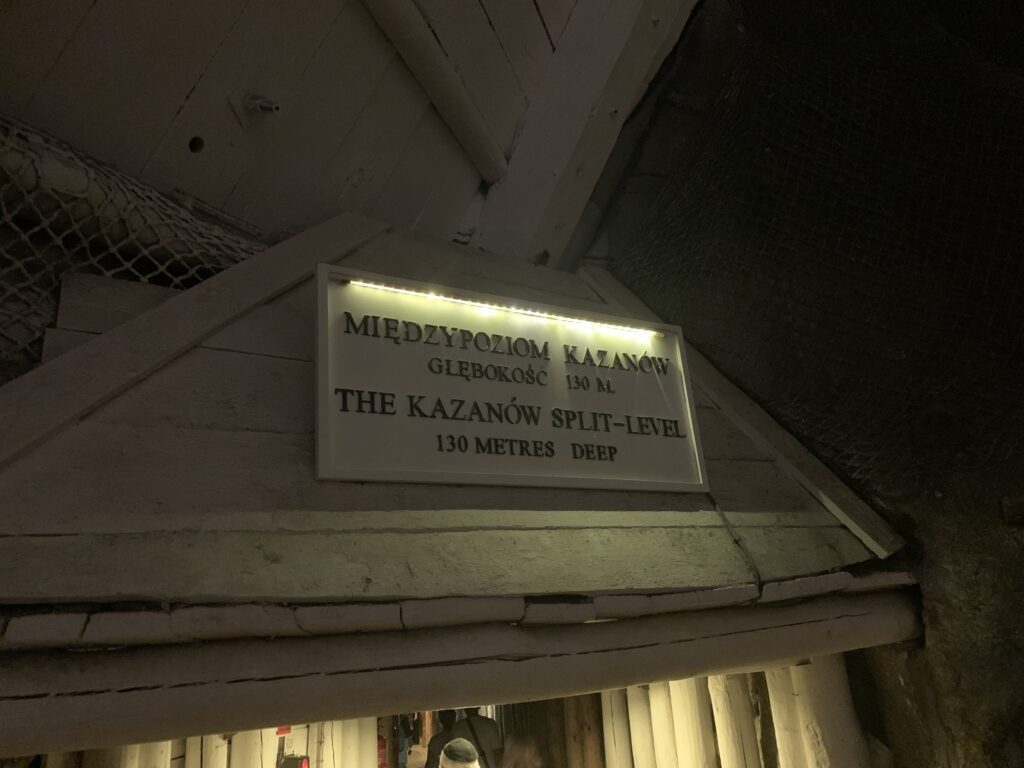 MIĘDZYPOZIOM KAZANÓW
GŁĘBOKOŚĆ 130 M.
THE KAZANÓW SPLIT-LEVEL
130 METRES DEEP